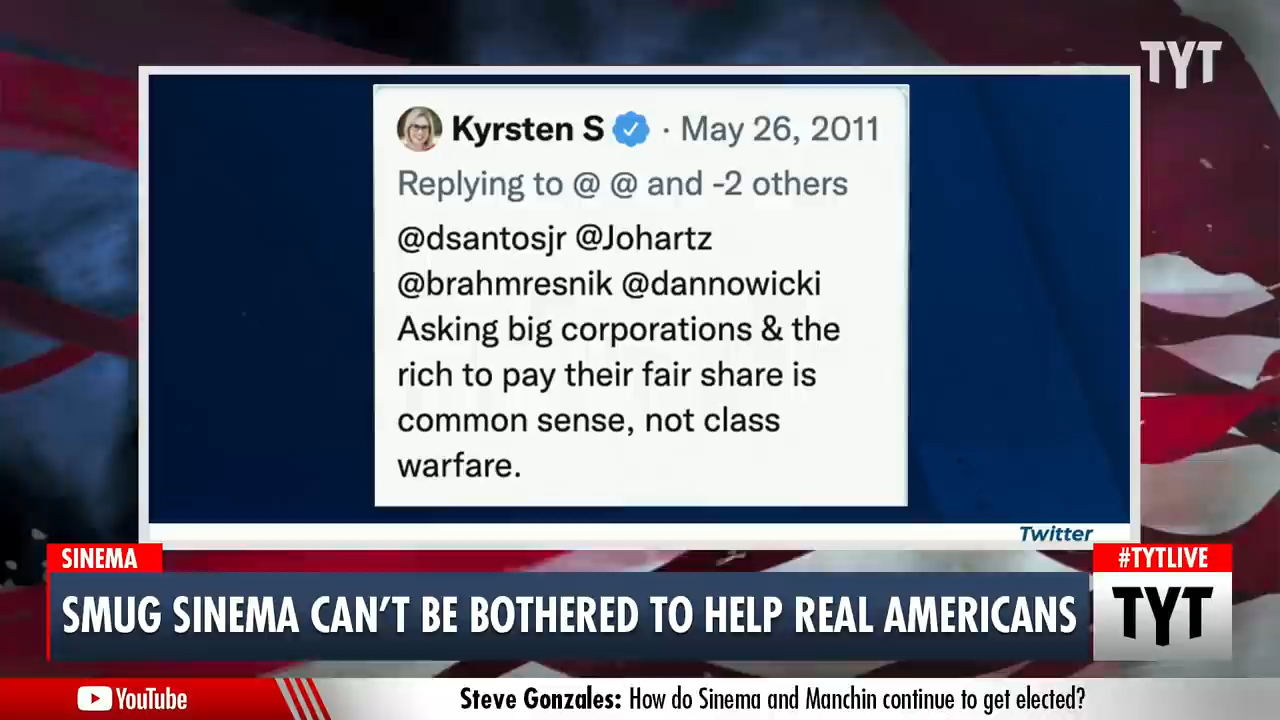 TYT
Kyrsten S · May 26, 2011
Replying to @ @ and -2 others
@dsantosjr @Johartz
@brahmresnik @dannowicki
Asking big corporations & the
rich to pay their fair share is
common sense, not class
warfare.
Twitter
SINEMA
#TYTLIVE
SMUG SINEMA CAN'T BE BOTHERED TO HELP REAL AMERICANS
TYT
YouTube
Steve Gonzales: How do Sinema and Manchin continue to get elected?